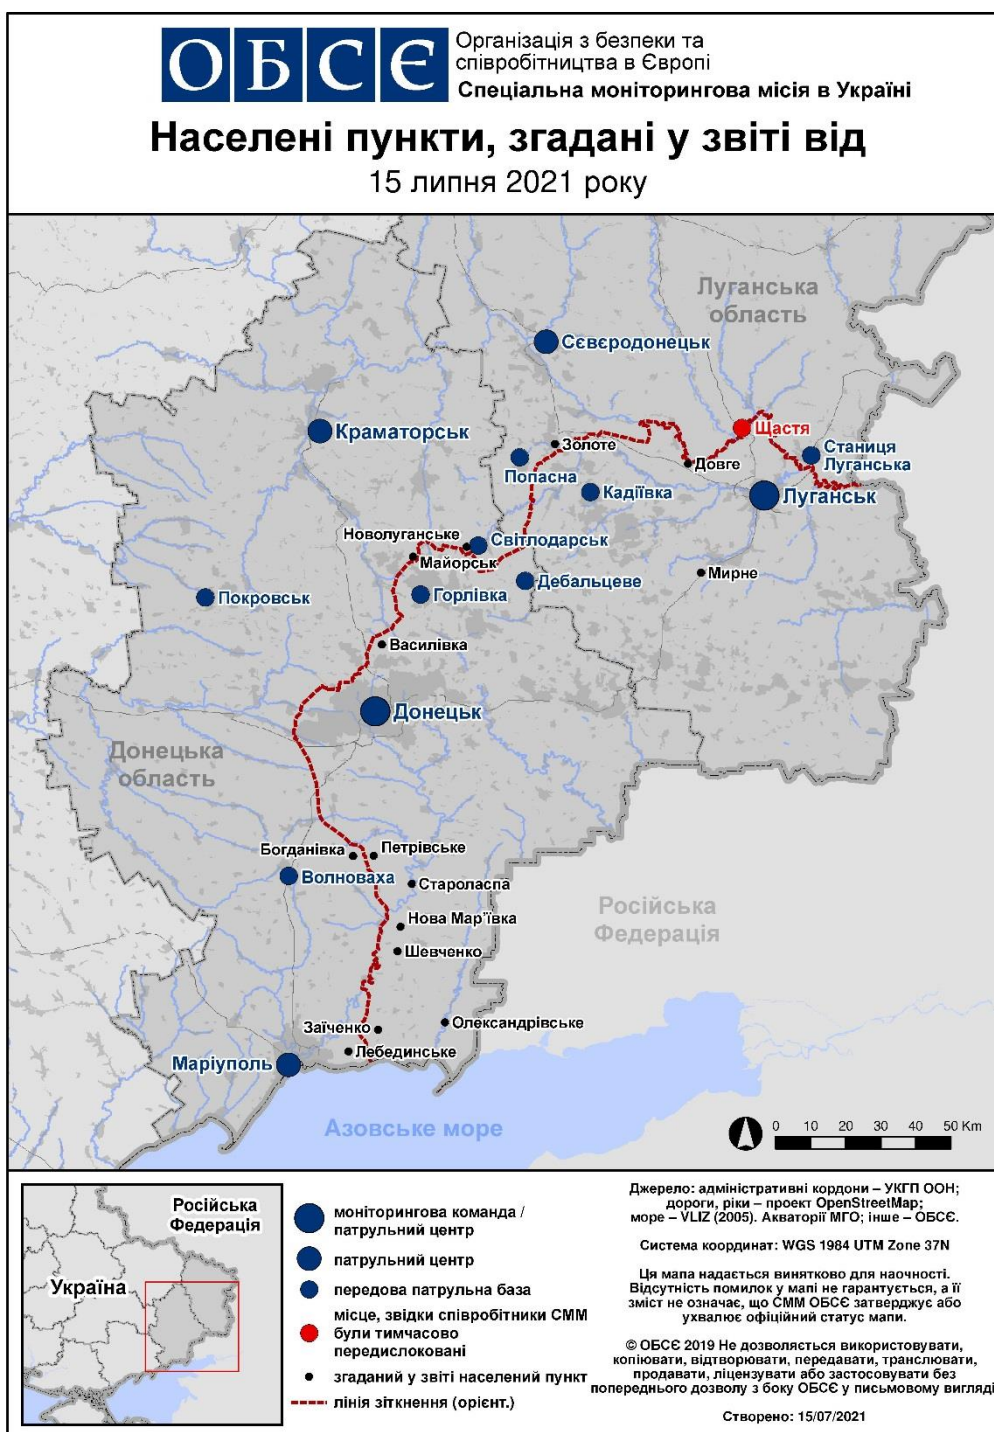 ОБСЄ
Організація з безпеки та
співробітництва в Європі
Спеціальна моніторингова місія в Україні
Населені пункти, згадані у звіті від
15 липня 2021 року
Луганська
область
Сєвєродонецьк
Краматорськ
Щастя
Золоте
Станиця
Луганська
Довге
Попасна
Кадіївка
Луганськ
Новолуганське
Світлодарськ
Майорськ
Мирне
Дебальцеве
Горлівка
Покровськ
Василівка
Донецьк
Донецька
область
Богданівка
Петрівське
Волноваха
Староласпа
Нова Мар'ївка
Російська
Федерація
Шевченко
Заїченко
Олександрівське
Лебединське
Маріуполь
Азовське море
0 10 20 30 40 50 Km
Російська
Федерація
Україна
моніторингова команда /
патрульний центр
патрульний центр
передова патрульна база
місце, звідки співробітники СММ
були тимчасово
передислоковані
згаданий у звіті населений пункт
лінія зіткнення (орієнт.)
Джерело: адміністративні кордони – УКГП ООН;
дороги, ріки – проект OpenStreetMap;
море – VLIZ (2005). Акваторії МГО; інше – ОБСЄ.
Система координат: WGS 1984 UTM Zone 37N
Ця мапа надається винятково для наочності.
Відсутність помилок у мапі не гарантується, а її
зміст не означає, що СММ ОБСЄ затверджує або
ухвалює офіційний статус мапи.
© ОБСЄ 2019 Не дозволяється використовувати,
копіювати, відтворювати, передавати, транслювати,
продавати, ліцензувати або застосовувати без
попереднього дозволу з боку ОБСЄ у письмовому вигляді
Створено: 15/07/2021